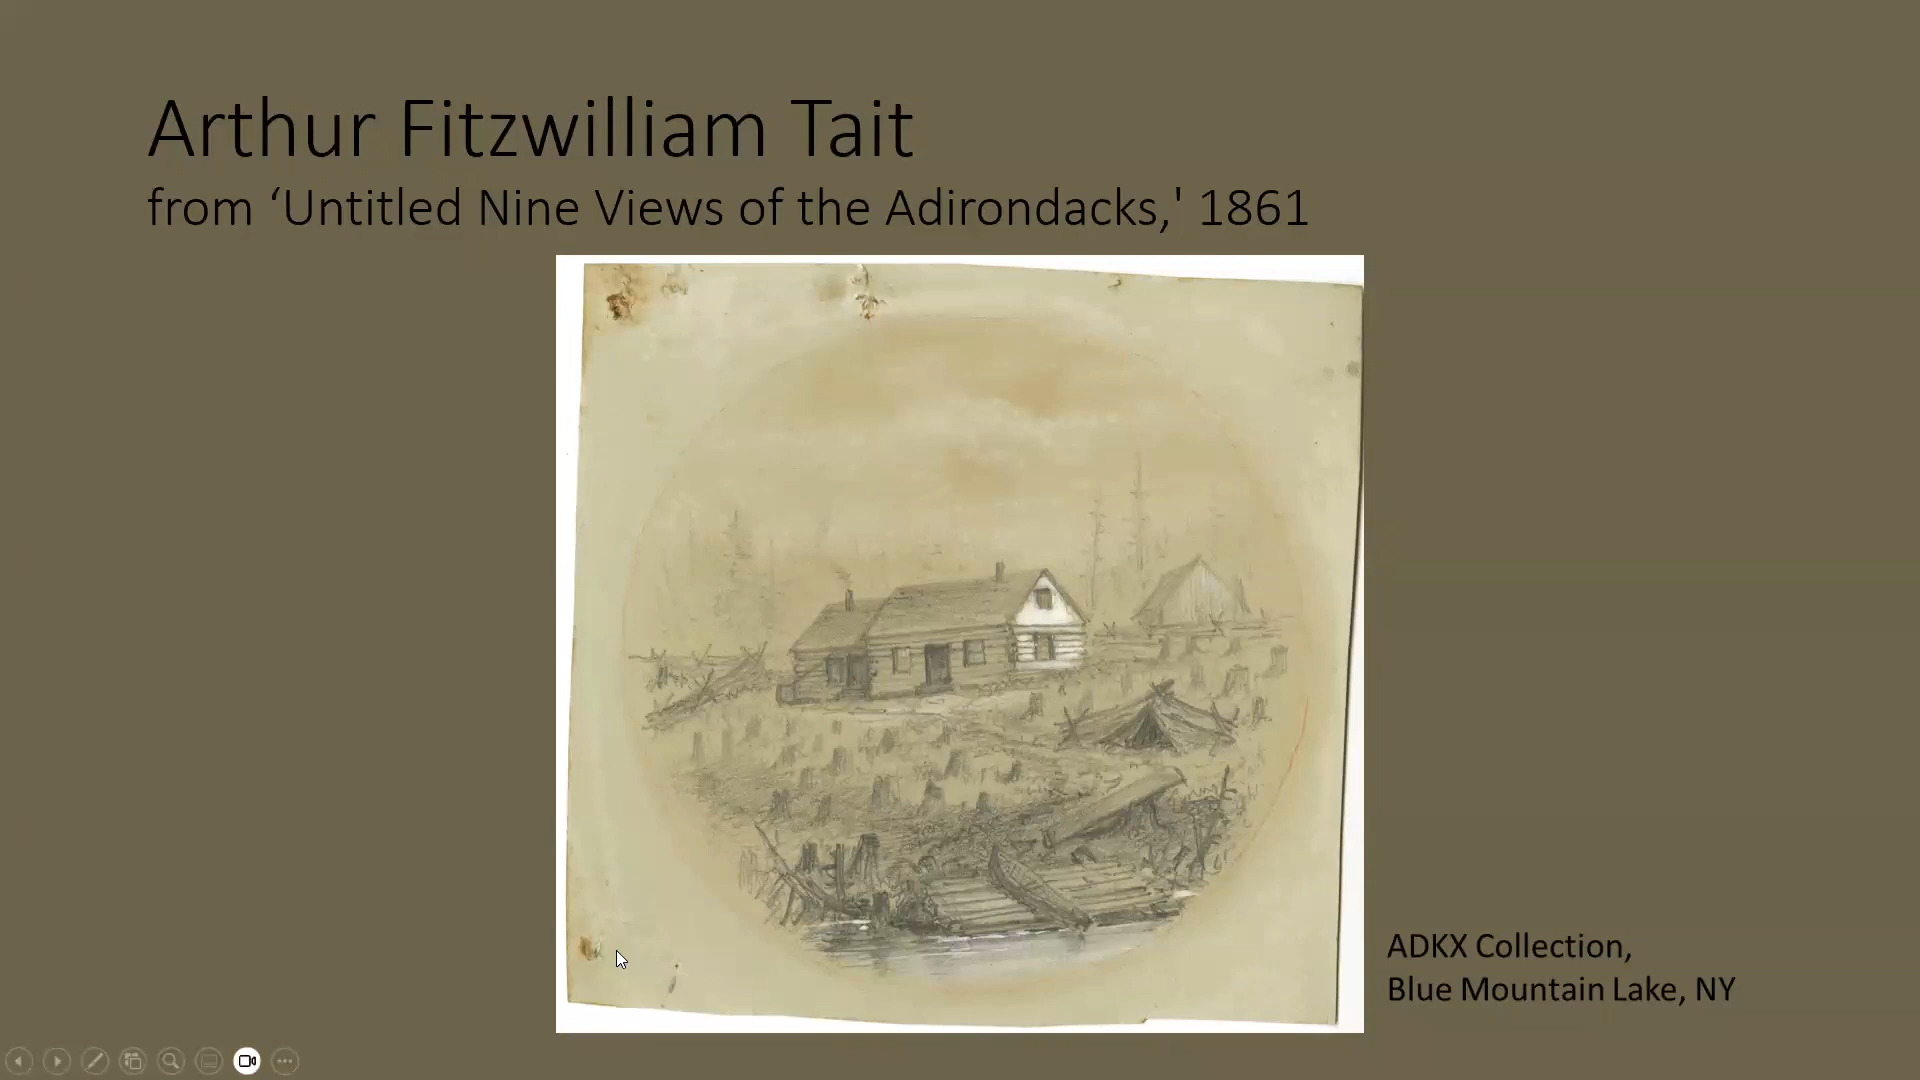 Arthur Fitzwilliam Tait
from ‘Untitled Nine Views of the Adirondacks,' 1861
ADKX Collection,
Blue Mountain Lake, NY